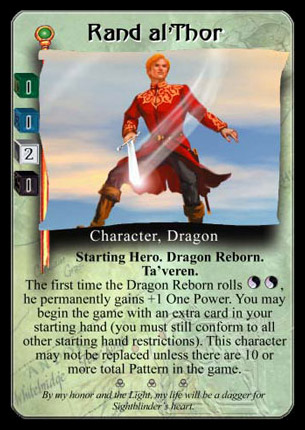 Rand al'Thor
1
1
2
1
Character, Dragon
Starting Hero. Dragon Reborn.
Ta'veren.
The first time the Dragon Reborn rolls ,
he permanently gains +1 One Power. You may
begin the game with an extra card in your
starting hand (you must still conform to all
other starting hand restrictions). This character
may not be replaced unless there are 10 or
more total Pattern in the game.
By my honor and the Light, my life will be a dagger for
Sightblinder's heart.
Whitebridge